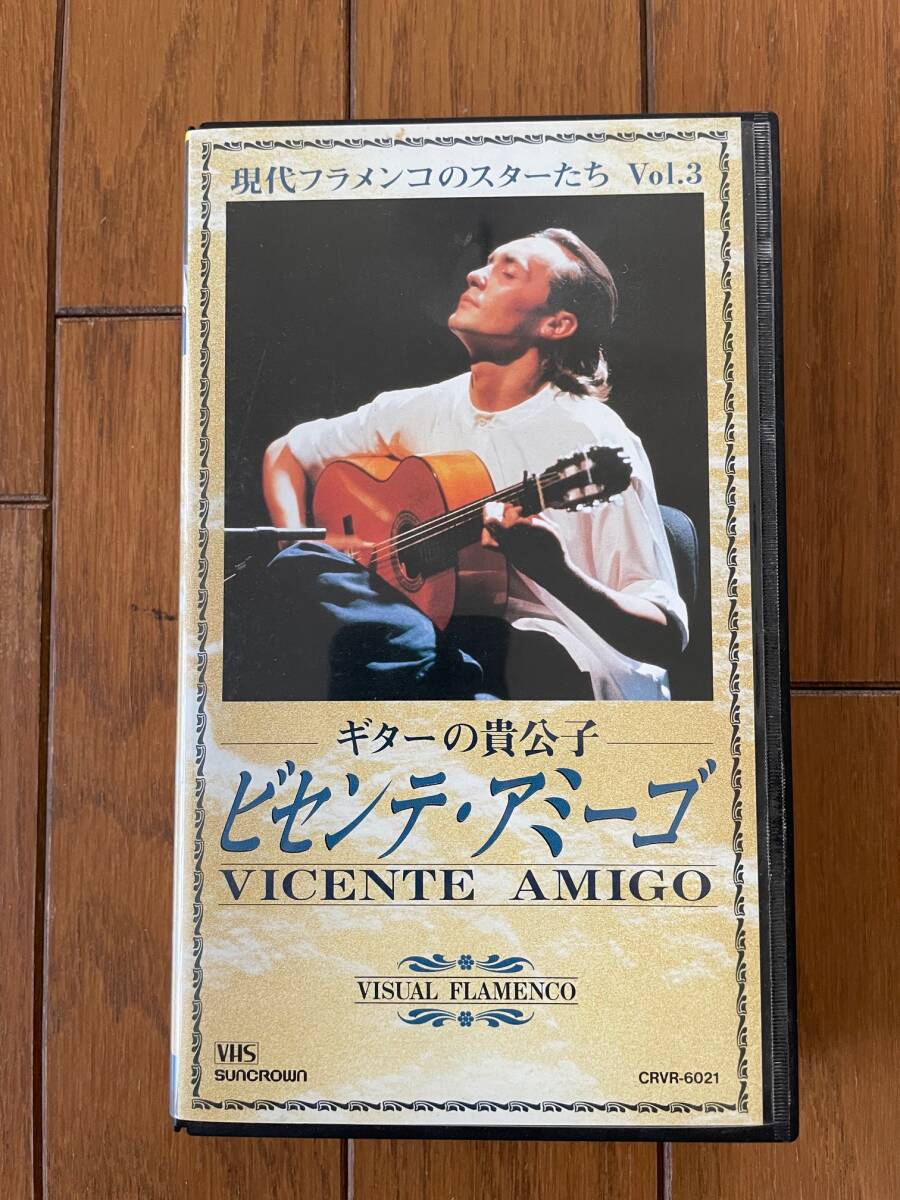 現代フラメンコのスターたち Vol.3
ギターの貴公子
ビセンテ・アミーゴ
VICENTE AMIGO
VISUAL FLAMENCO
VHS
SUNCROWN
CRVR-6021